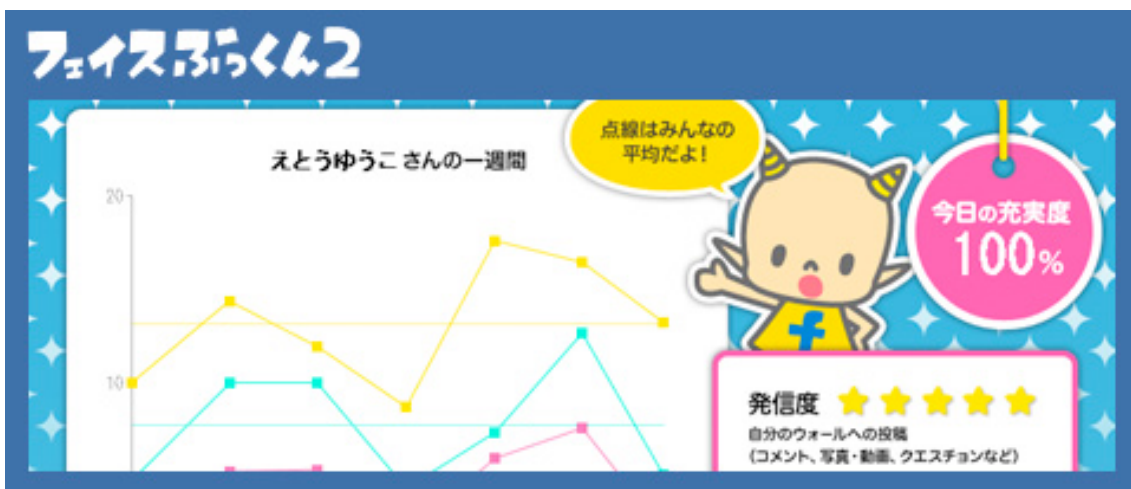 フェイスぶっくん2
点線はみんなの
平均だよ!
えとうゆうこさんの一週間
20
10
今日の充実度
100%
f
発信度 ★★★★★
自分のウォールへの投稿
(コメント、写真・動画、クエスチョンなど)